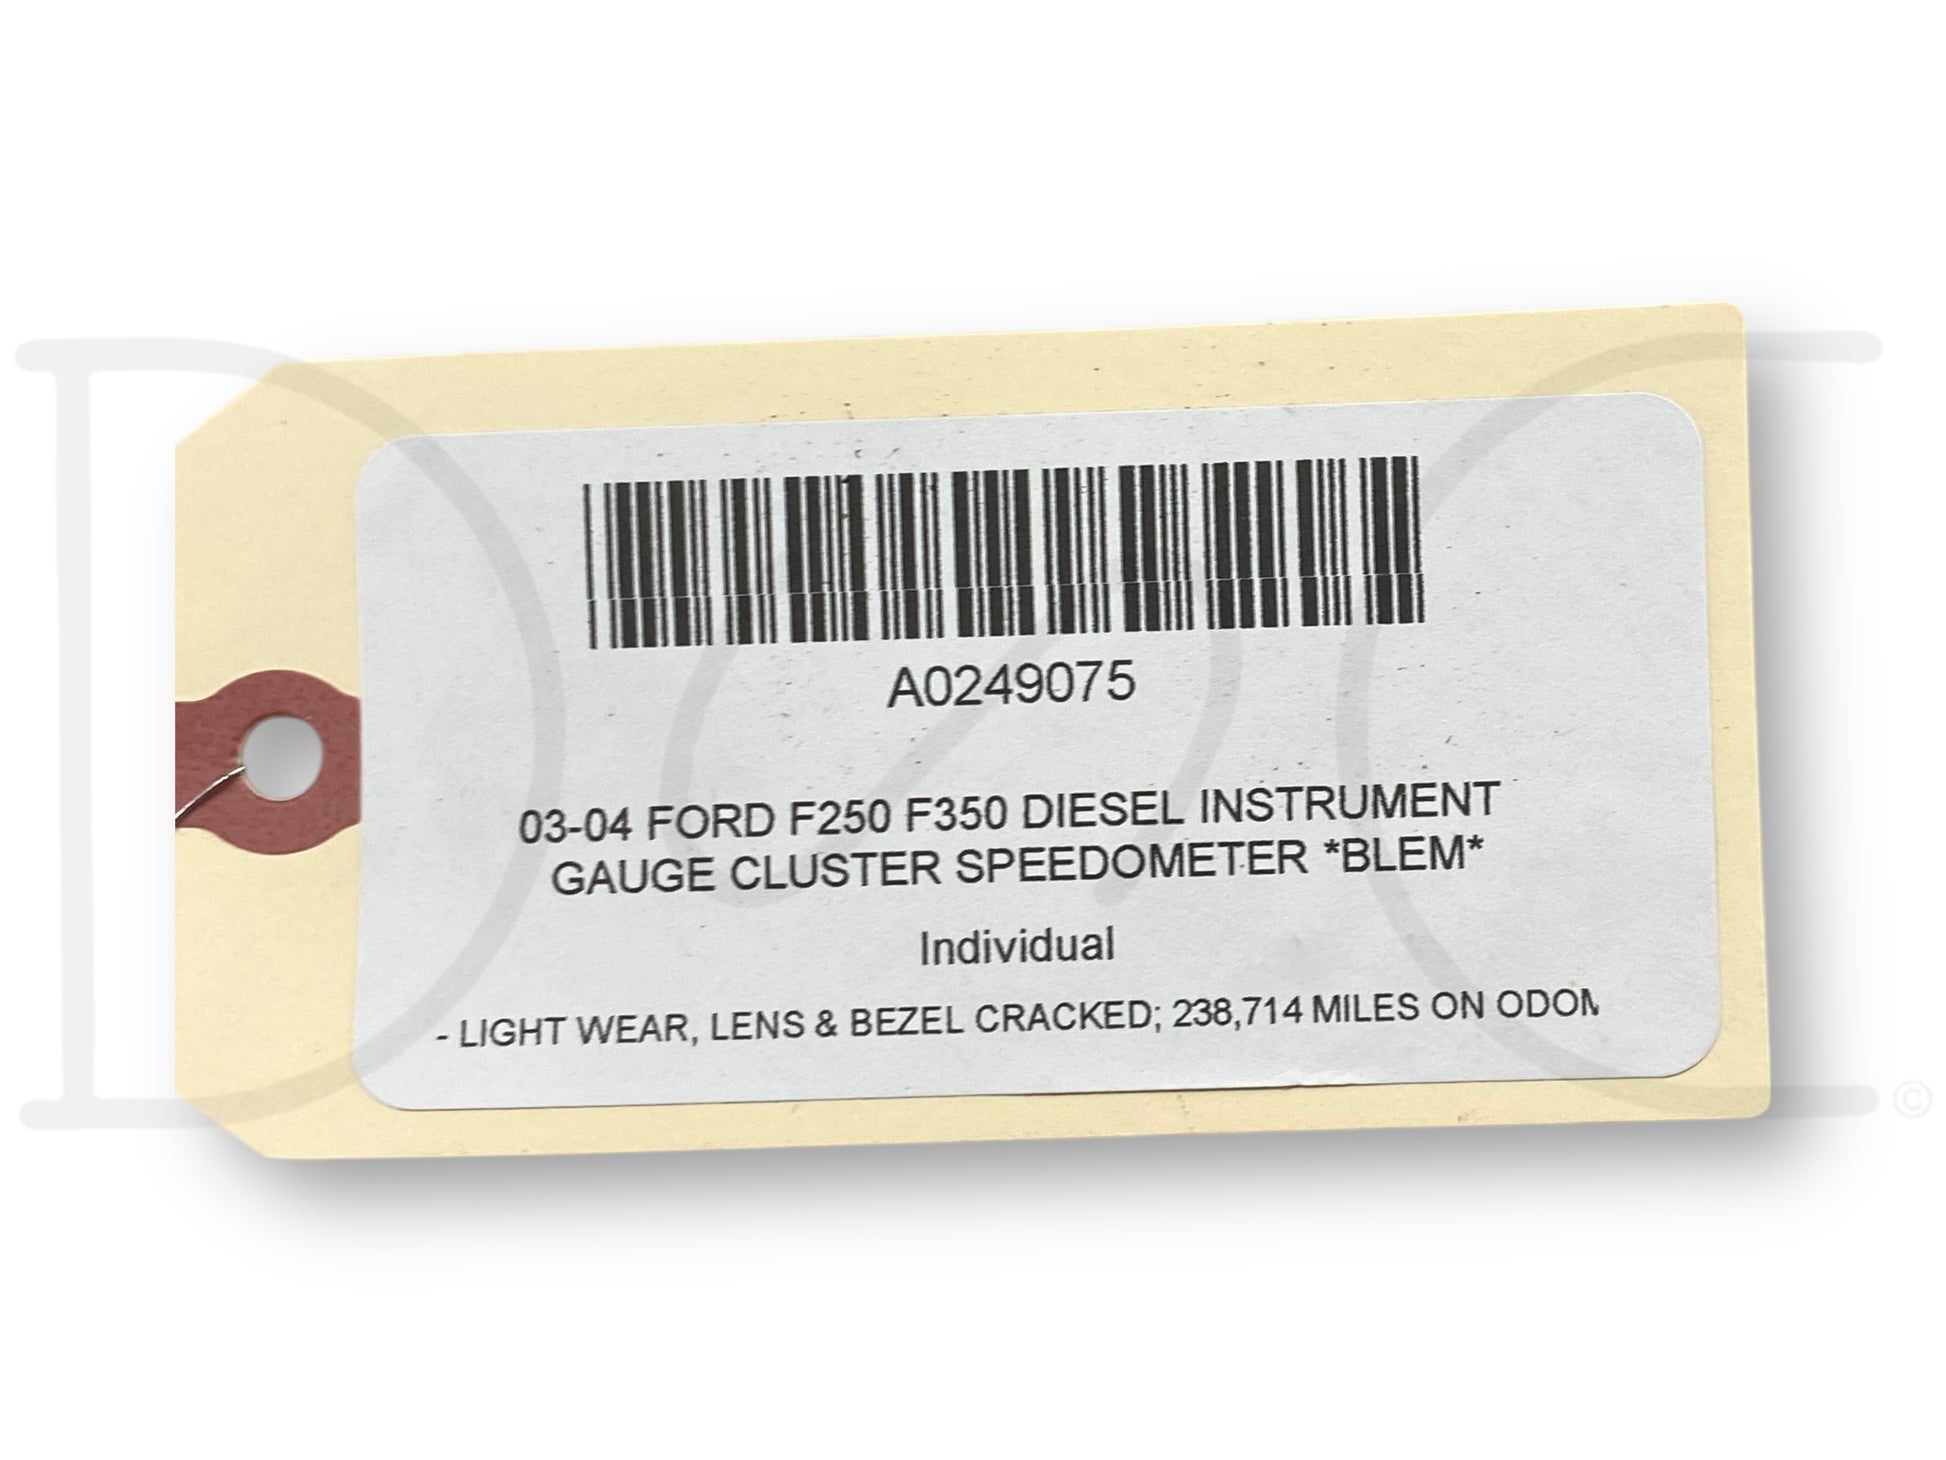 A0249075
03-04 FORD F250 F350 DIESEL INSTRUMENT
GAUGE CLUSTER SPEEDOMETER *BLEM*
Individual
- LIGHT WEAR, LENS & BEZEL CRACKED; 238,714 MILES ON ODOM
©